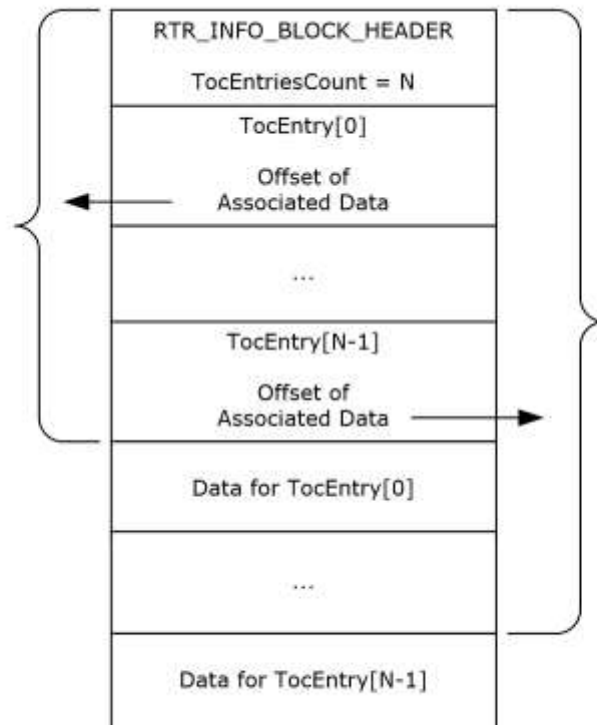 RTR_INFO_BLOCK_HEADER
TocEntriesCount = N
TocEntry[0]
Offset of
Associated Data
...
TocEntry[N-1]
Offset of
Associated Data
Data for TocEntry[0]
...
Data for TocEntry[N-1]